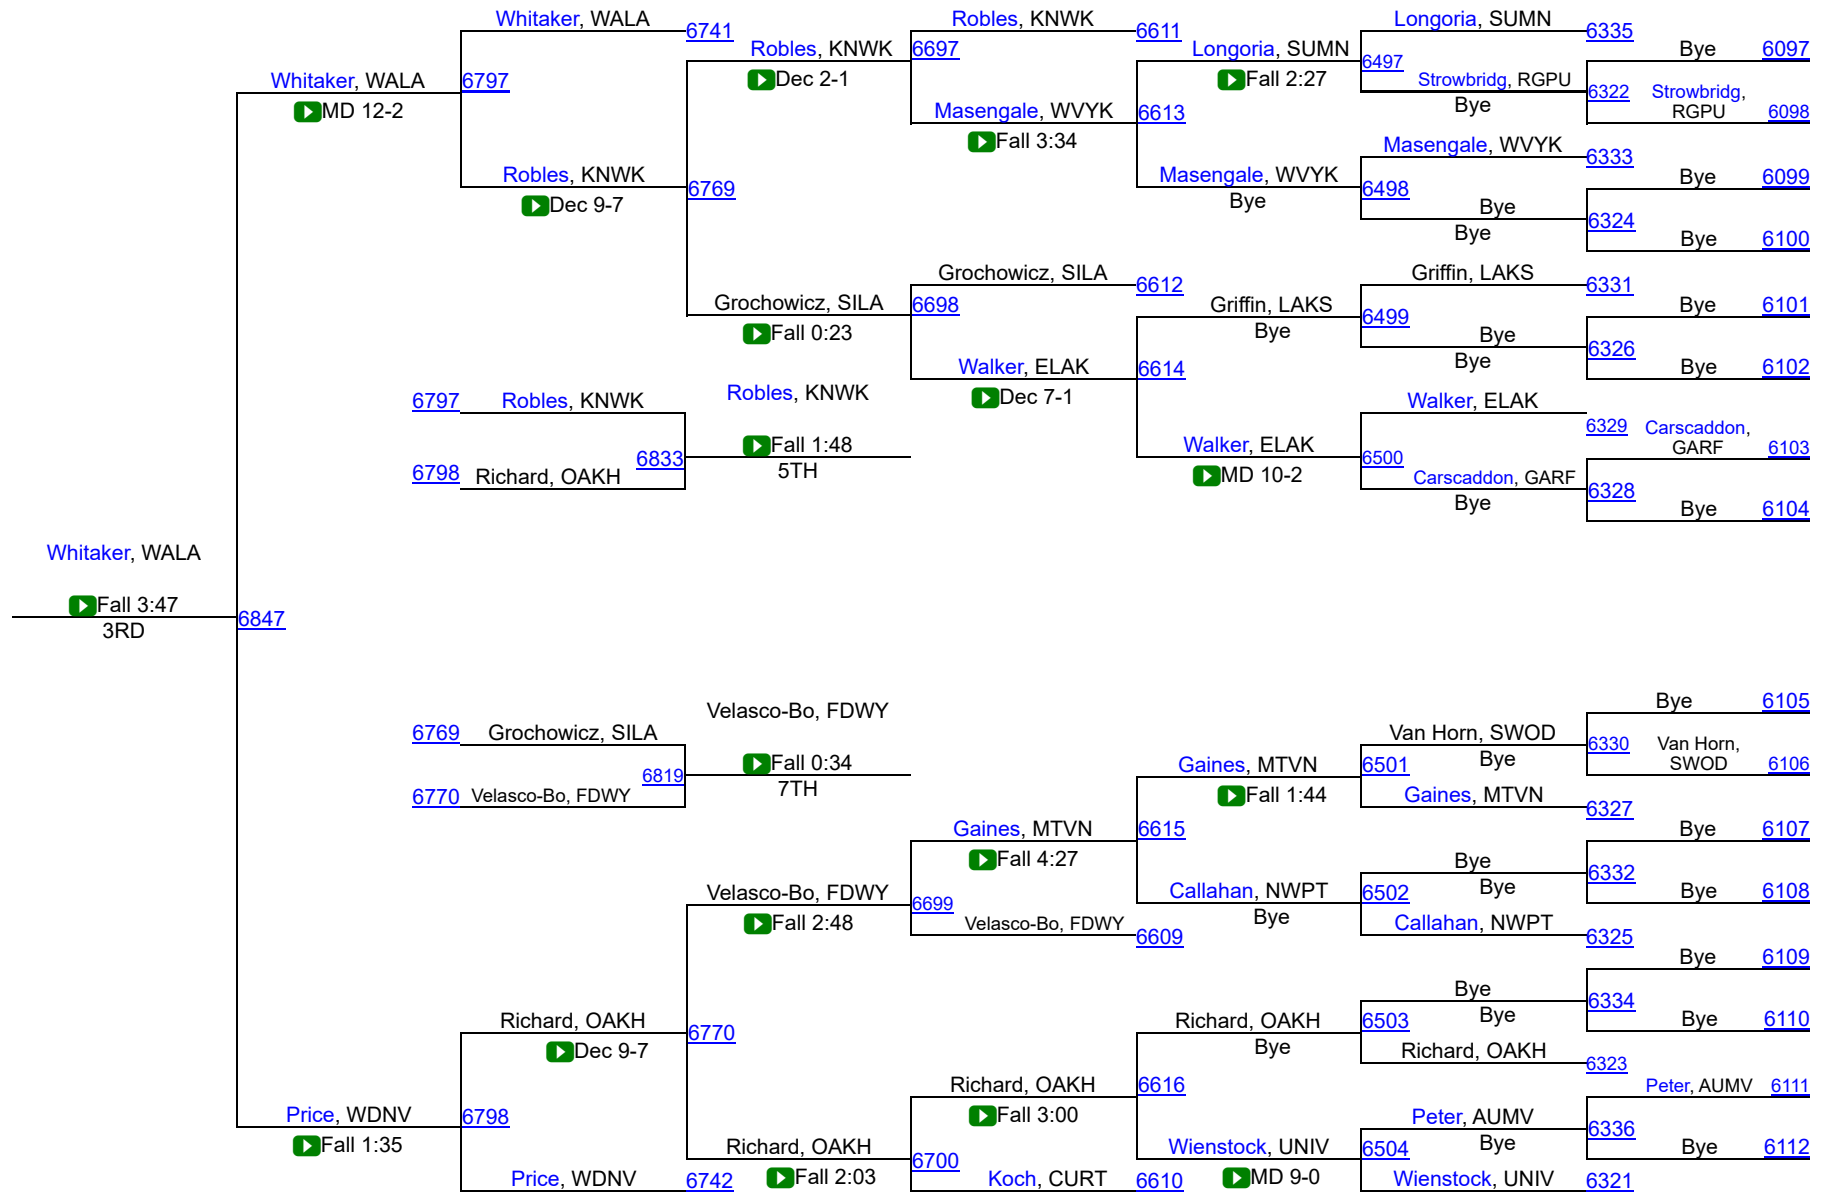 Whitaker, WALA
6741
Robles, KNWK
6611
Longoria, SUMN
6335
Bye
6097
Robles, KNWK
6697
Longoria, SUMN
6497
Dec 2-1
Fall 2:27
Strowbridg, RGPU
6322
Strowbridg,
RGPU
6098
Bye
Whitaker, WALA
6797
MD 12-2
Masengale, WVYK
6613
Fall 3:34
Masengale, WVYK
6333
Bye
6099
Robles, KNWK
6769
Dec 9-7
Masengale, WVYK
6498
Bye
Bye
6324
Bye
Bye
6100
Grochowicz, SILA
6612
Griffin, LAKS
6331
Bye
6101
Grochowicz, SILA
6698
Fall 0:23
Griffin, LAKS
6499
Bye
Bye
6326
Bye
Bye
6102
Walker, ELAK
6614
Dec 7-1
6797
Robles, KNWK
Robles, KNWK
Walker, ELAK
6329
Carscaddon,
GARF
6103
6833
Fall 1:48
5TH
Walker, ELAK
6500
MD 10-2
6798
Richard, OAKH
Carscaddon, GARF
6328
Bye
Bye
6104
Whitaker, WALA
Fall 3:47
3RD
6847
Bye
6105
6769
Grochowicz, SILA
Velasco-Bo, FDWY
Van Horn, SWOD
6330
Bye
Van Horn,
SWOD
6106
6819
Fall 0:34
7TH
Gaines, MTVN
6501
Fall 1:44
6770
Velasco-Bo, FDWY
Gaines, MTVN
6327
Gaines, MTVN
6615
Fall 4:27
Bye
6107
Bye
6332
Bye
Bye
6108
Velasco-Bo, FDWY
6699
Fall 2:48
Callahan, NWPT
6502
Bye
Velasco-Bo, FDWY
6609
Callahan, NWPT
6325
Bye
6109
Bye
6334
Bye
Bye
6110
Richard, OAKH
6770
Dec 9-7
Richard, OAKH
6503
Bye
Richard, OAKH
6323
Richard, OAKH
6616
Fall 3:00
Peter, AUMV
6111
Price, WDNV
6798
Fall 1:35
Peter, AUMV
6336
Bye
Bye
6112
Richard, OAKH
6700
Fall 2:03
Wienstock, UNIV
6504
MD 9-0
Price, WDNV
6742
Koch, CURT
6610
Wienstock, UNIV
6321